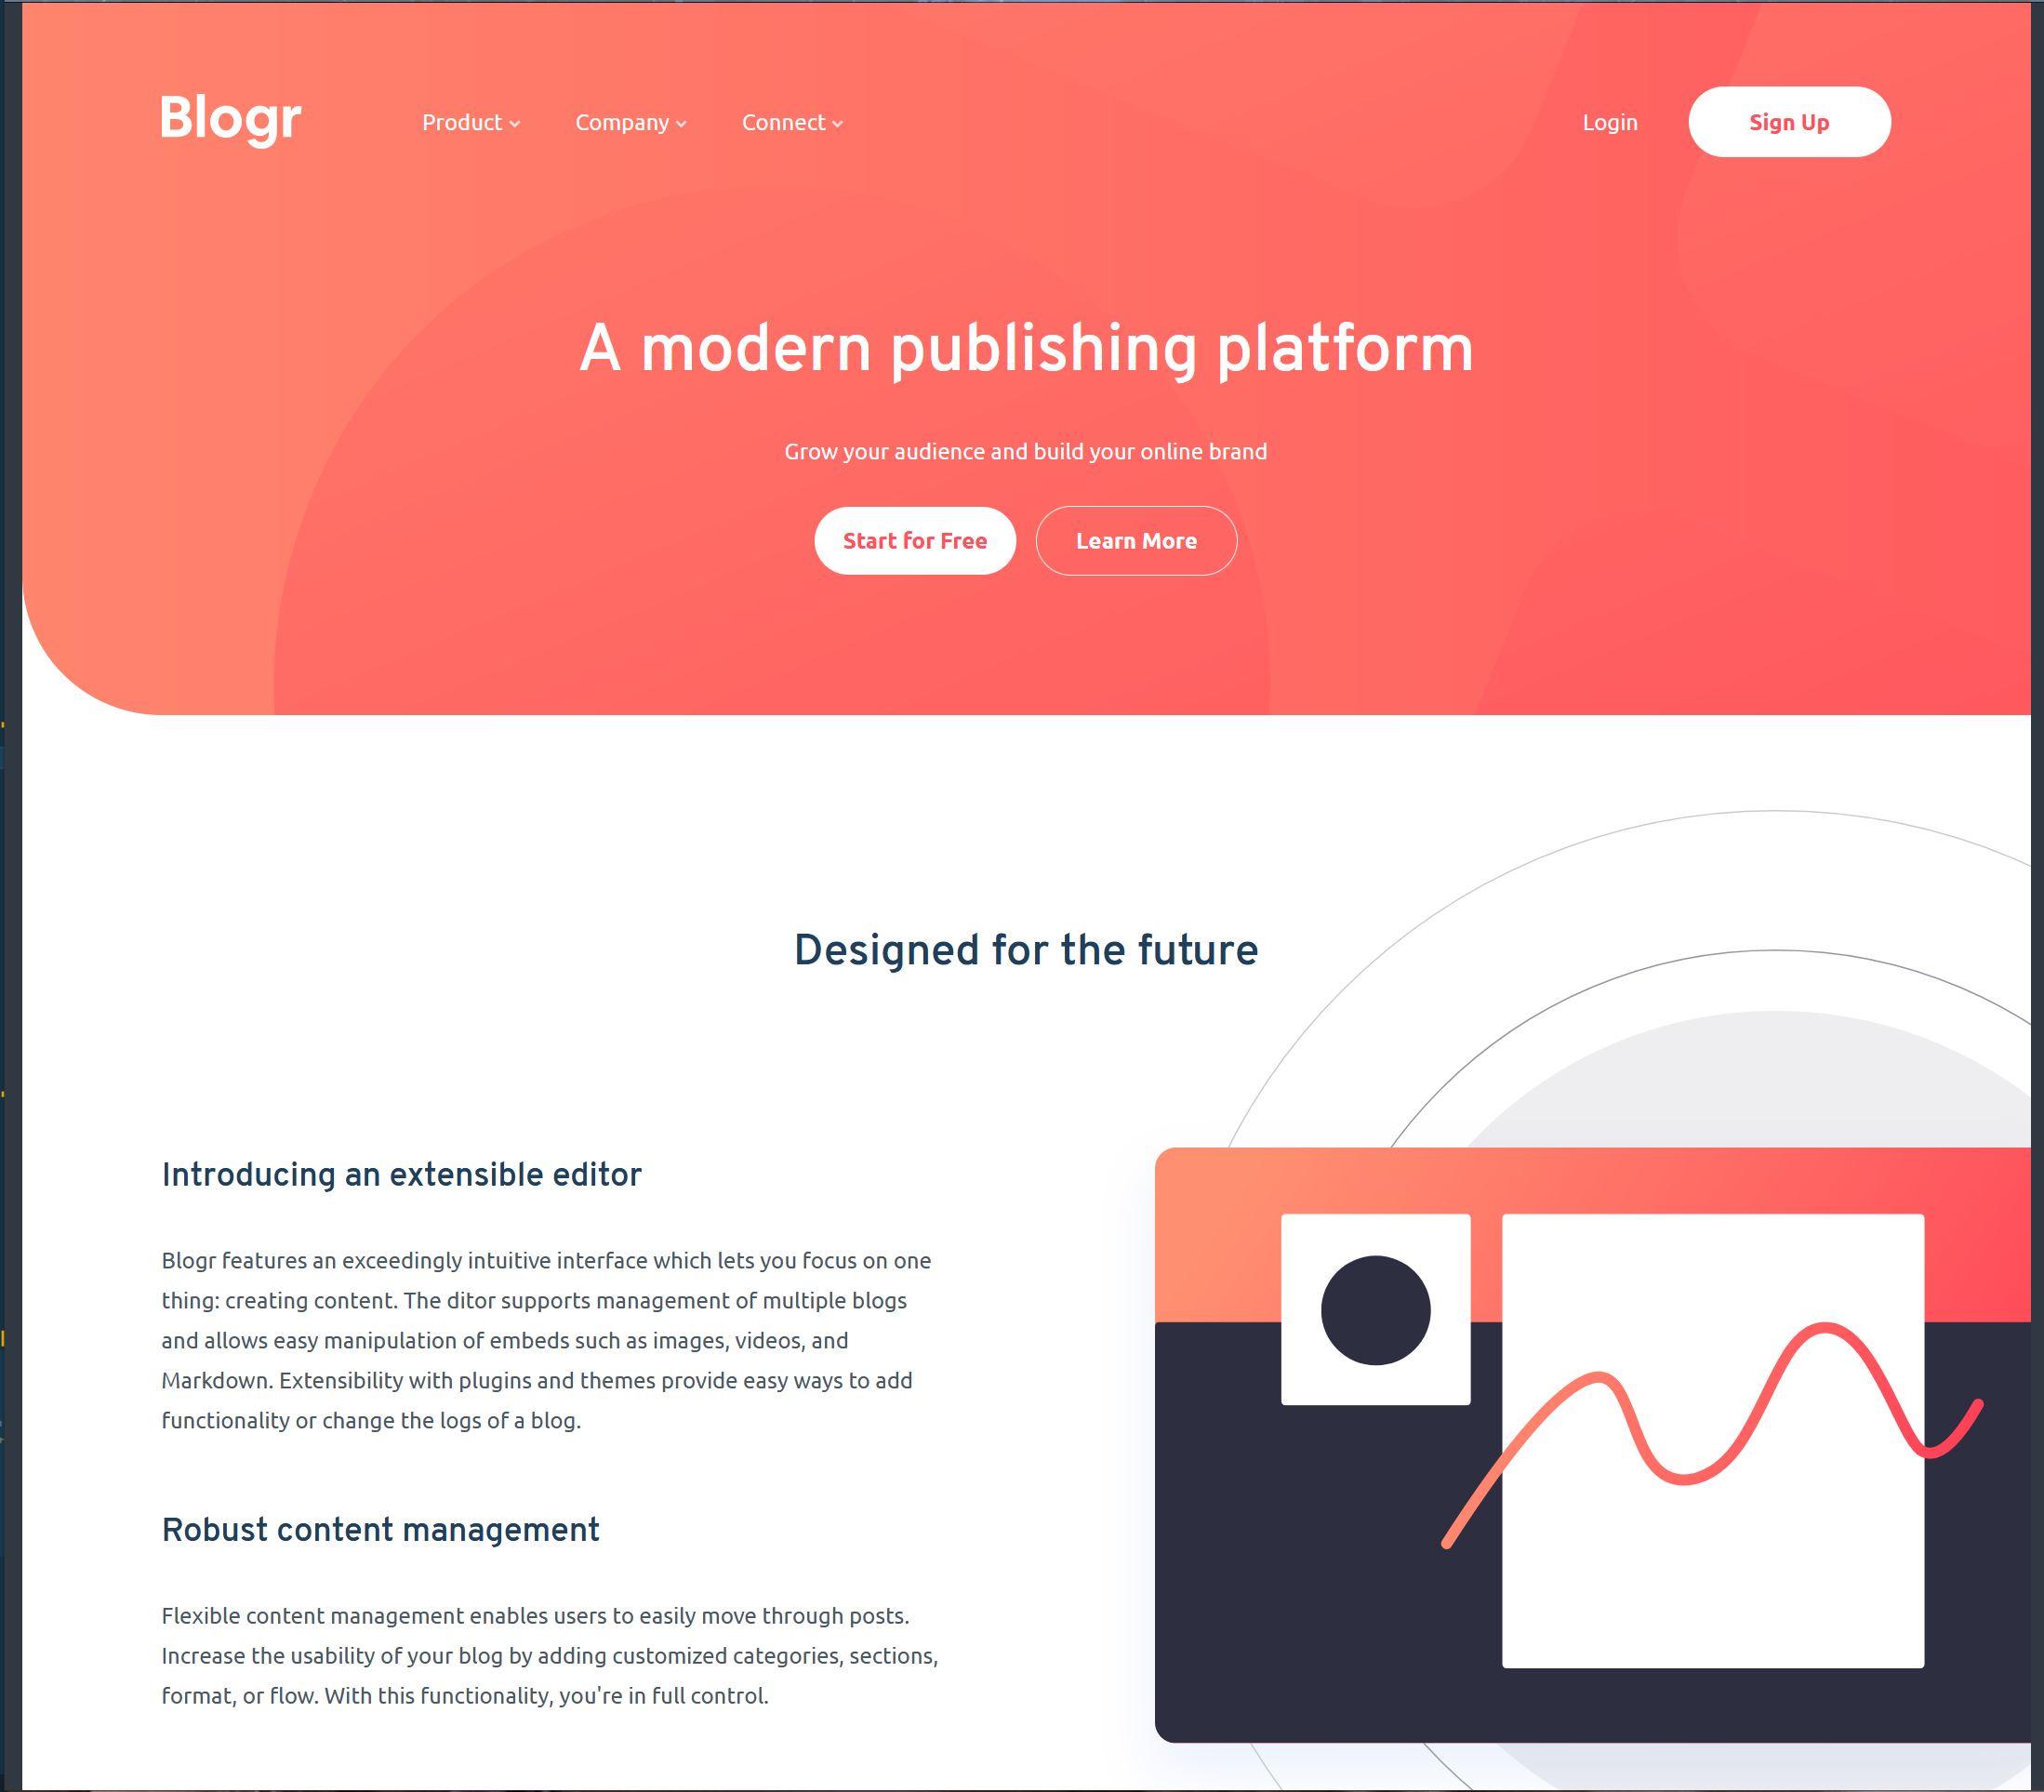 Blogr
Product
Company
Connect
Login
Sign Up
A modern publishing platform
Grow your audience and build your online brand
Start for Free
Learn More
Designed for the future
Introducing an extensible editor
Blogr features an exceedingly intuitive interface which lets you focus on one
thing: creating content. The ditor supports management of multiple blogs
and allows easy manipulation of embeds such as images, videos, and
Markdown. Extensibility with plugins and themes provide easy ways to add
functionality or change the logs of a blog.
Robust content management
Flexible content management enables users to easily move through posts.
Increase the usability of your blog by adding customized categories, sections,
format, or flow. With this functionality, you're in full control.